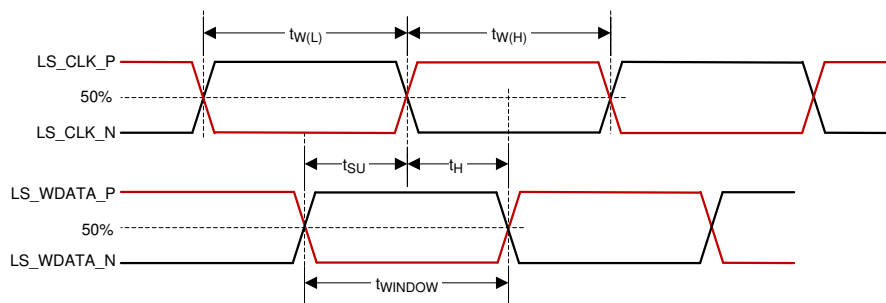 tW(L)
tW(H)
LS_CLK_P
50%
LS_CLK_N
tSU
tH
LS_WDATA_P
50%
LS_WDATA_N
tWINDOW